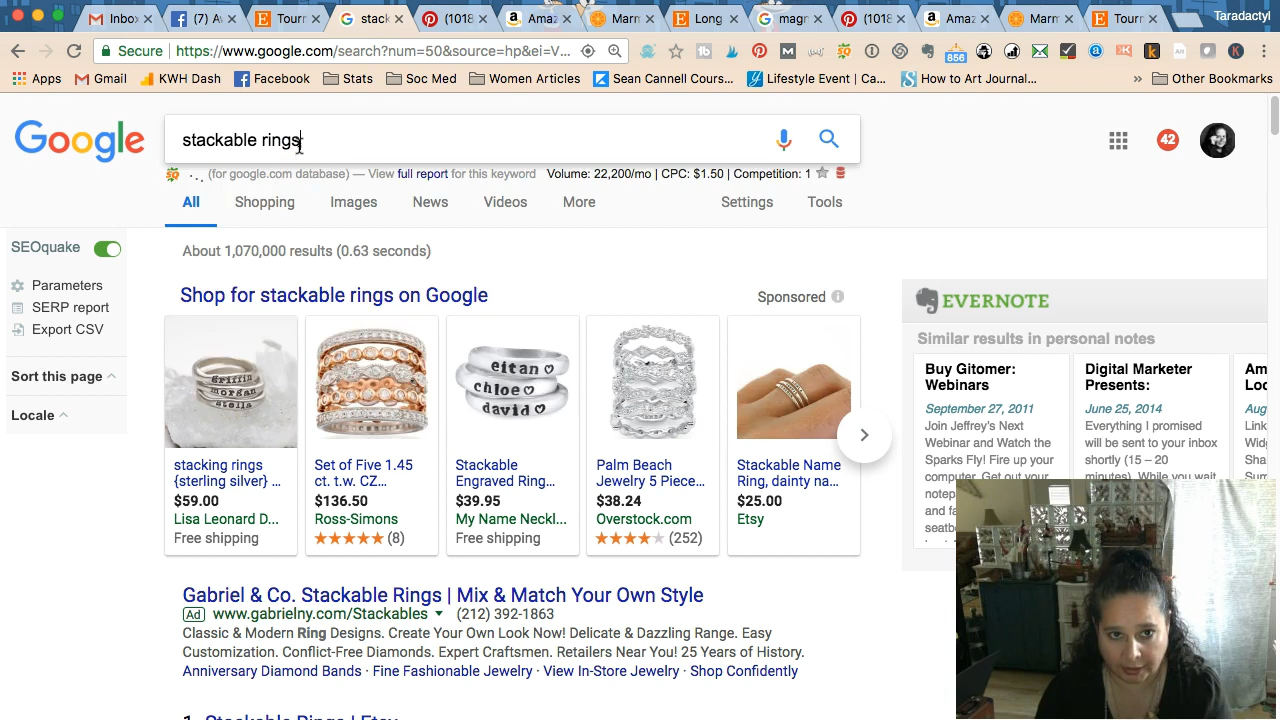 Inbo
(7) A
Tourr
stack
(1018
Amaz
Marm
Long
magn
(1018
Amaz
Marm
Tourr
Taradactyl
Secure https://www.google.com/search?num=50&source=hp&ei=V...
856
Apps Gmail KWH Dash Facebook Stats Soc Med Women Articles Sean Cannell Cours... Lifestyle Event | Ca... How to Art Journal... » Other Bookmarks
Google
stackable rings
42
(for google.com database) — View full report for this keyword Volume: 22,200/mo | CPC: $1.50 | Competition: 1
All Shopping Images News Videos More Settings Tools
SEOquake
Parameters
SERP report
Export CSV
Sort this page
Locale
About 1,070,000 results (0.63 seconds)
Shop for stackable rings on Google
Sponsored
griffin
morgan
stella
eitan
chloe
david
stacking rings
{sterling silver} ...
$59.00
Lisa Leonard D...
Free shipping
Set of Five 1.45
ct. t.w. CZ...
$136.50
Ross-Simons
(8)
Stackable
Engraved Ring...
$39.95
My Name Neckl...
Free shipping
Palm Beach
Jewelry 5 Piece...
$38.24
Overstock.com
(252)
Stackable Name
Ring, dainty na...
$25.00
Etsy
Gabriel & Co. Stackable Rings | Mix & Match Your Own Style
Ad www.gabrielny.com/Stackables (212) 392-1863
Classic & Modern Ring Designs. Create Your Own Look Now! Delicate & Dazzling Range. Easy
Customization. Conflict-Free Diamonds. Expert Craftsmen. Retailers Near You! 25 Years of History.
Anniversary Diamond Bands · Fine Fashionable Jewelry · View In-Store Jewelry · Shop Confidently
1. Stackable Rings | Etsy
EVERNOTE
Similar results in personal notes
Buy Gitomer:
Webinars
September 27, 2011
Join Jeffrey's Next
Webinar and Watch the
Sparks Fly! Fire up your
computer. Get out your
notep
and fa
seatb
Digital Marketer
Presents:
June 25, 2014
Everything I promised
will be sent to your inbox
shortly (15 – 20
minutes). While you wait,
Am
Loc
Aug
Link
Wid
Sha
Sum